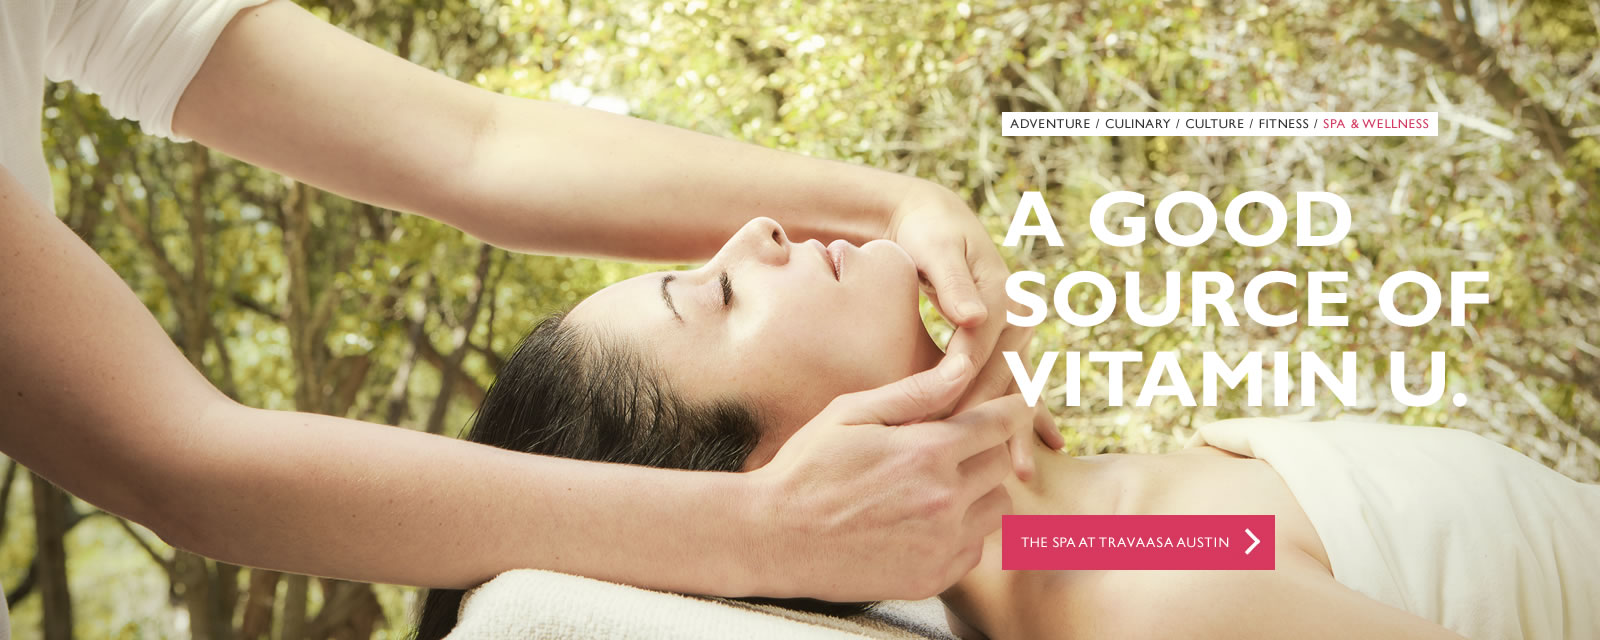 ADVENTURE / CULINARY / CULTURE / FITNESS / SPA & WELLNESS
A GOOD
SOURCE OF
VITAMIN U.
THE SPA AT TRAVAASA AUSTIN